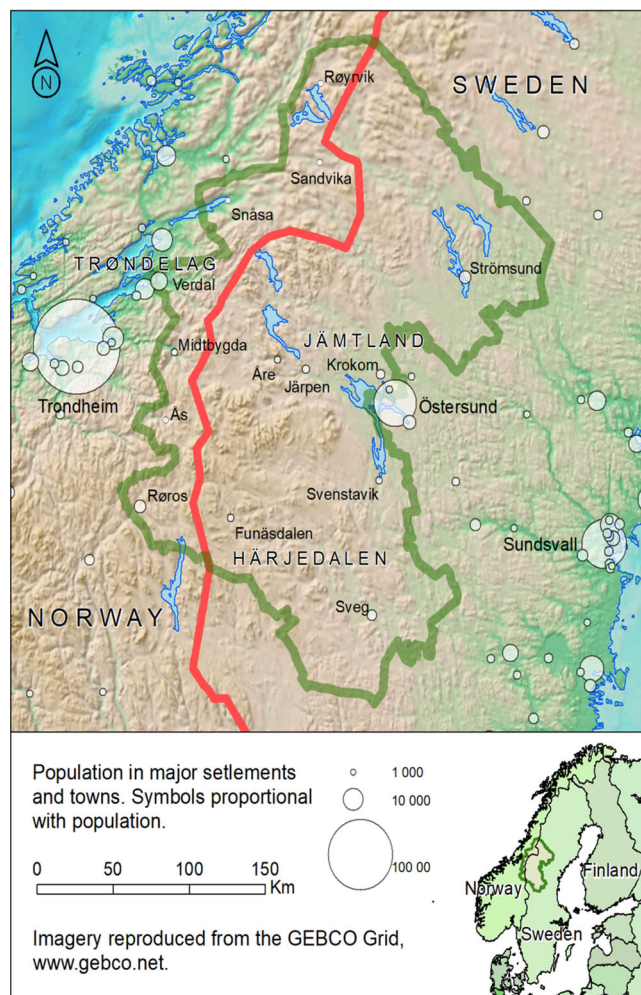 N
Røyrvik
SWEDEN
Sandvika
Snåsa
TRØNDELAG
Strömsund
Verdal
Midtbygda
JÄMTLAND
Åre
Krokom
Järpen
Trondheim
Östersund
Ås
Svenstavik
Røros
Funäsdalen
Sundsvall
HÄRJEDALEN
NORWAY
Sveg
Population in major setlements
and towns. Symbols proportional
with population.
1 000
10 000
100 00
0 50 100 150
Km
Imagery reproduced from the GEBCO Grid,
www.gebco.net.
Finland
Norway
Sweden